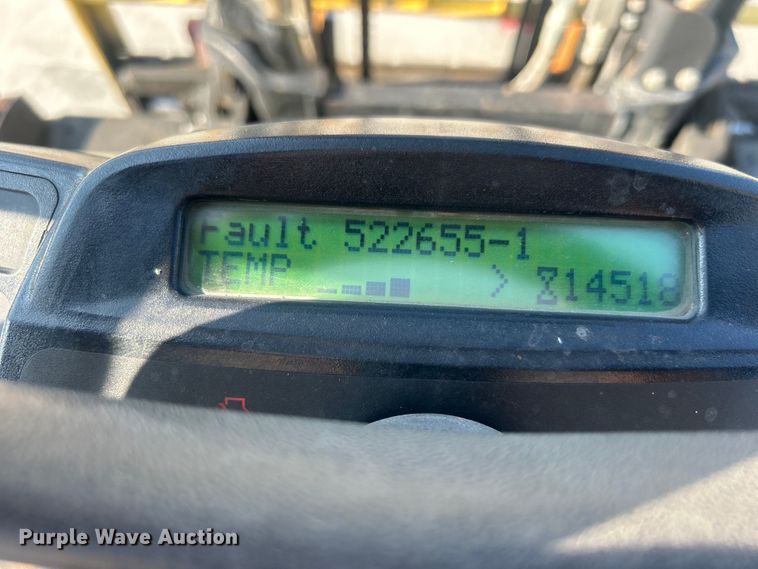 Fault 522655-1
TEMP > 14518
Purple Wave Auction